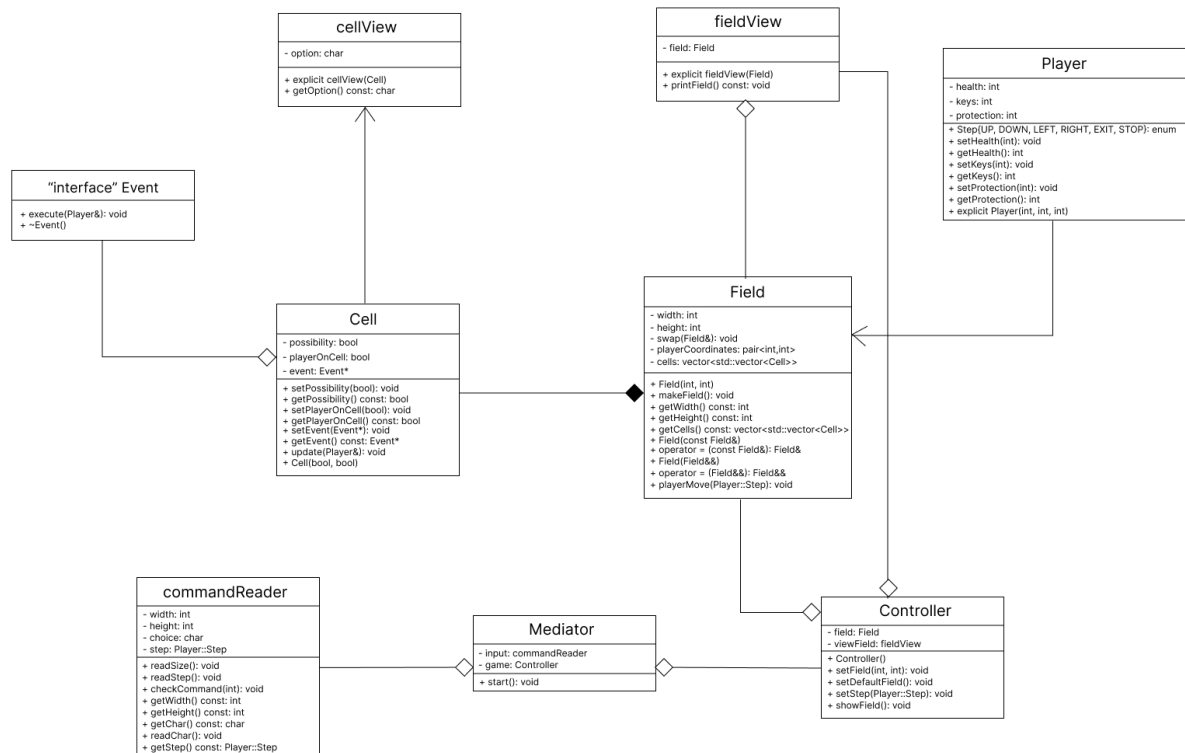 cellView
- option: char
+ explicit cellView(Cell)
+ getOption() const: char
fieldView
- field: Field
+ explicit fieldView(Field)
+ printField() const: void
Player
- health: int
- keys: int
- protection: int
+ Step{UP, DOWN, LEFT, RIGHT, EXIT, STOP}: enum
+ setHealth(int): void
+ getHealth(): int
+ setKeys(int): void
+ getKeys(): int
+ setProtection(int): void
+ getProtection(): int
+ explicit Player(int, int, int)
“interface” Event
+ execute(Player&): void
+ ~Event()
Cell
- possibility: bool
- playerOnCell: bool
- event: Event*
+ setPossibility(bool): void
+ getPossibility() const: bool
+ setPlayerOnCell(bool): void
+ getPlayerOnCell() const: bool
+ setEvent(Event*): void
+ getEvent() const: Event*
+ update(Player&): void
+ Cell(bool, bool)
Field
- width: int
- height: int
- swap(Field&): void
- playerCoordinates: pair<int,int>
- cells: vector<std::vector<Cell>>
+ Field(int, int)
+ makeField(): void
+ getWidth() const: int
+ getHeight() const: int
+ getCells() const: vector<std::vector<Cell>>
+ Field(const Field&)
+ operator = (const Field&): Field&
+ Field(Field&&)
+ operator = (Field&&): Field&&
+ playerMove(Player::Step): void
commandReader
- width: int
- height: int
- choice: char
- step: Player::Step
+ readSize(): void
+ readStep(): void
+ checkCommand(int): void
+ getWidth() const: int
+ getHeight() const: int
+ getChar() const: char
+ readChar(): void
+ getStep() const: Player::Step
Mediator
- input: commandReader
- game: Controller
+ start(): void
Controller
- field: Field
- viewField: fieldView
+ Controller()
+ setField(int, int): void
+ setDefaultField(): void
+ setStep(Player::Step): void
+ showField(): void